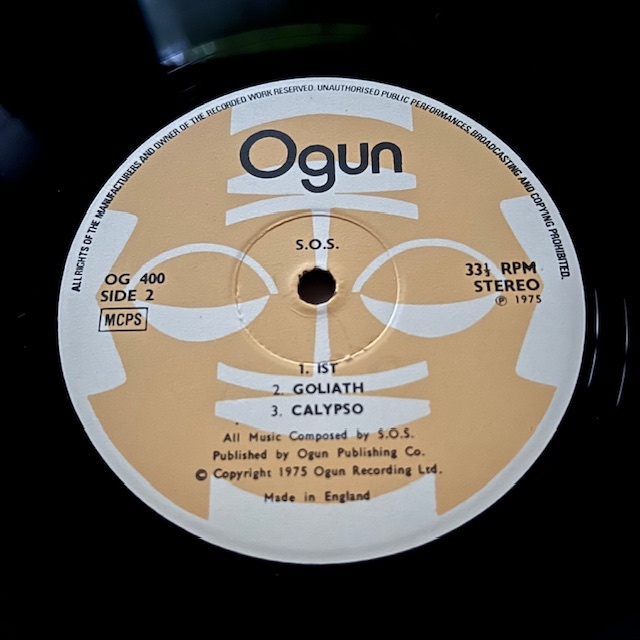 ALL RIGHTS OF THE MANUFACTURERS AND OWNER OF THE RECORDED WORK RESERVED. UNAUTHORISED PUBLIC PERFORMANCES, BROADCASTING AND COPYING PROHIBITED.
Ogun
S.O.S.
OG 400
SIDE 2
MCPS
33⅓ RPM
STEREO
℗ 1975
1. IST
2. GOLIATH
3. CALYPSO
All Music Composed by S.O.S.
Published by Ogun Publishing Co.
© Copyright 1975 Ogun Recording Ltd.
Made in England